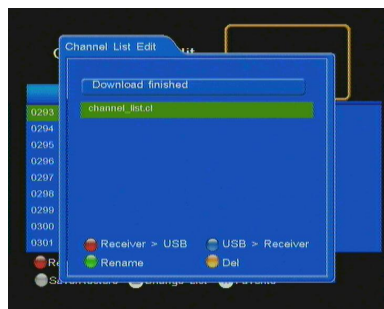 Channel List Edit
Download finished
channel_list.cl
0293
0294
0295
0296
0297
0298
0299
0300
0301
Receiver > USB
USB > Receiver
Rename
Del